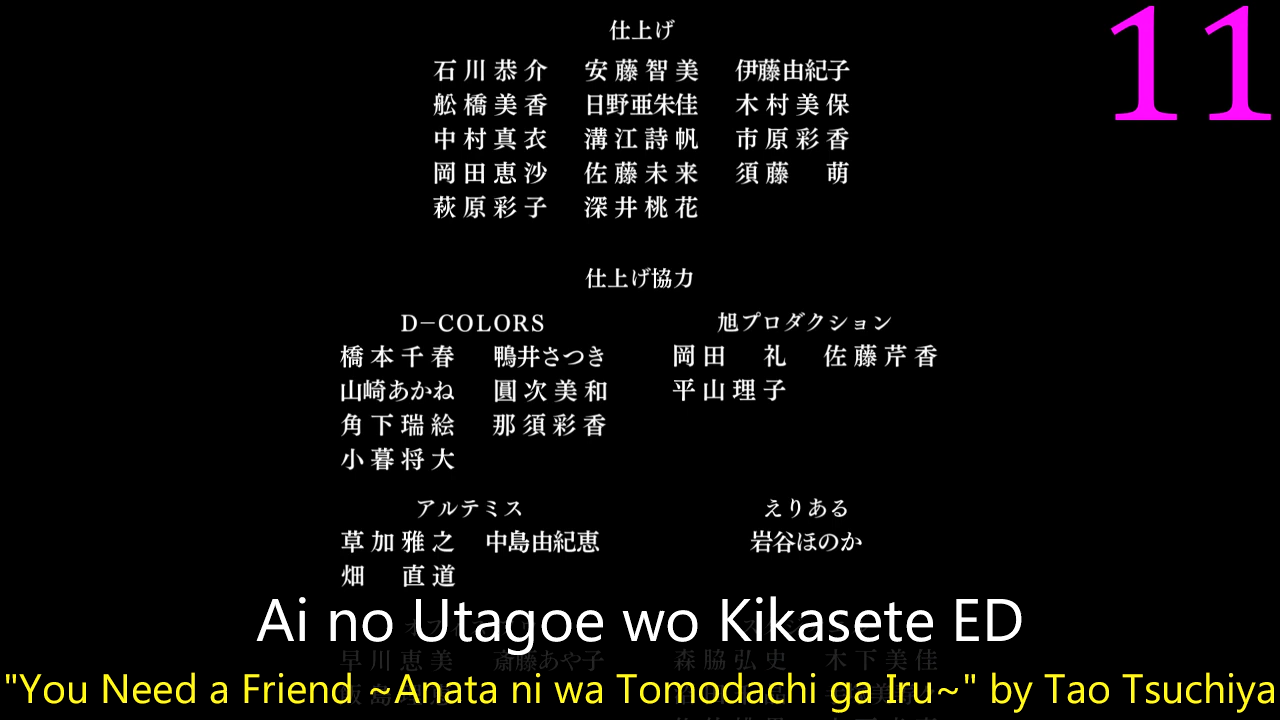 11
仕上げ
石川恭介 安藤智美 伊藤由紀子
舩橋美香 日野亜朱佳 木村美保
中村真衣 溝江詩帆 市原彩香
岡田恵沙 佐藤未来 須藤 萌
萩原彩子 深井桃花
仕上げ協力
D-COLORS 旭プロダクション
橋本千春 鴨井さつき 岡田 礼 佐藤芹香
山崎あかね 圓次美和 平山理子
角下瑞絵 那須彩香
小暮将大
アルテミス えりある
草加雅之 中島由紀恵 岩谷ほのか
畑 直道
Ai no Utagoe wo Kikasete ED
早川恵美 斎藤あや子 森脇弘史 木下美佳
"You Need a Friend ~Anata ni wa Tomodachi ga Iru~" by Tao Tsuchiya